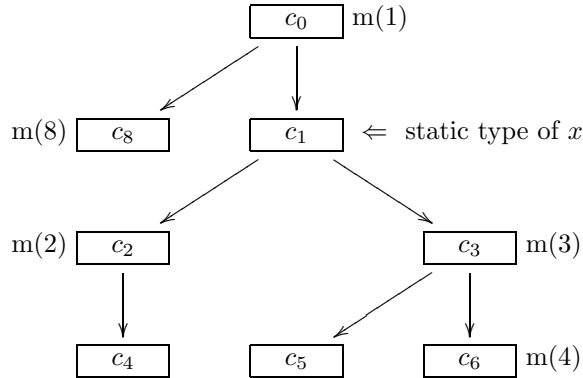 c₀ m(1)
m(8) c₈ c₁ ⇐ static type of x
m(2) c₂ c₃ m(3)
c₄ c₅ c₆ m(4)